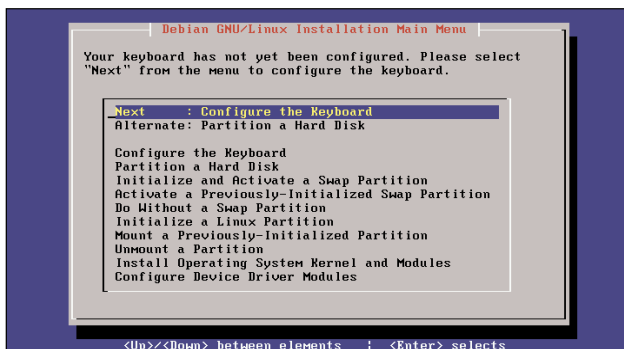 Debian GNU/Linux Installation Main Menu
Your keyboard has not yet been configured. Please select
"Next" from the menu to configure the keyboard.
Next : Configure the Keyboard
Alternate: Partition a Hard Disk
Configure the Keyboard
Partition a Hard Disk
Initialize and Activate a Swap Partition
Activate a Previously-Initialized Swap Partition
Do Without a Swap Partition
Initialize a Linux Partition
Mount a Previously-Initialized Partition
Unmount a Partition
Install Operating System Kernel and Modules
Configure Device Driver Modules
<Up>/<Down> between elements | <Enter> selects